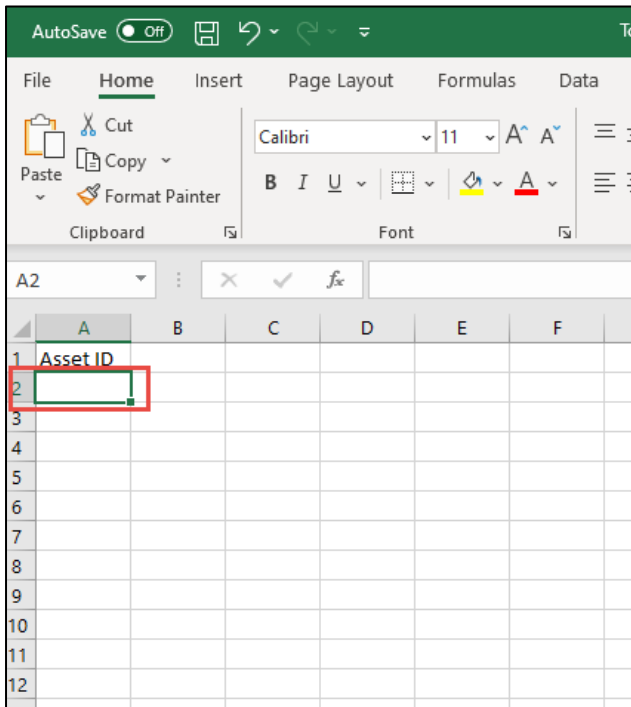 AutoSave Off To
File Home Insert Page Layout Formulas Data
Cut
Copy
Paste
Format Painter
Clipboard
Calibri 11 A^ A˅
B I U A
Font
A2 fx
A B C D E F
1 Asset ID
2
3
4
5
6
7
8
9
10
11
12